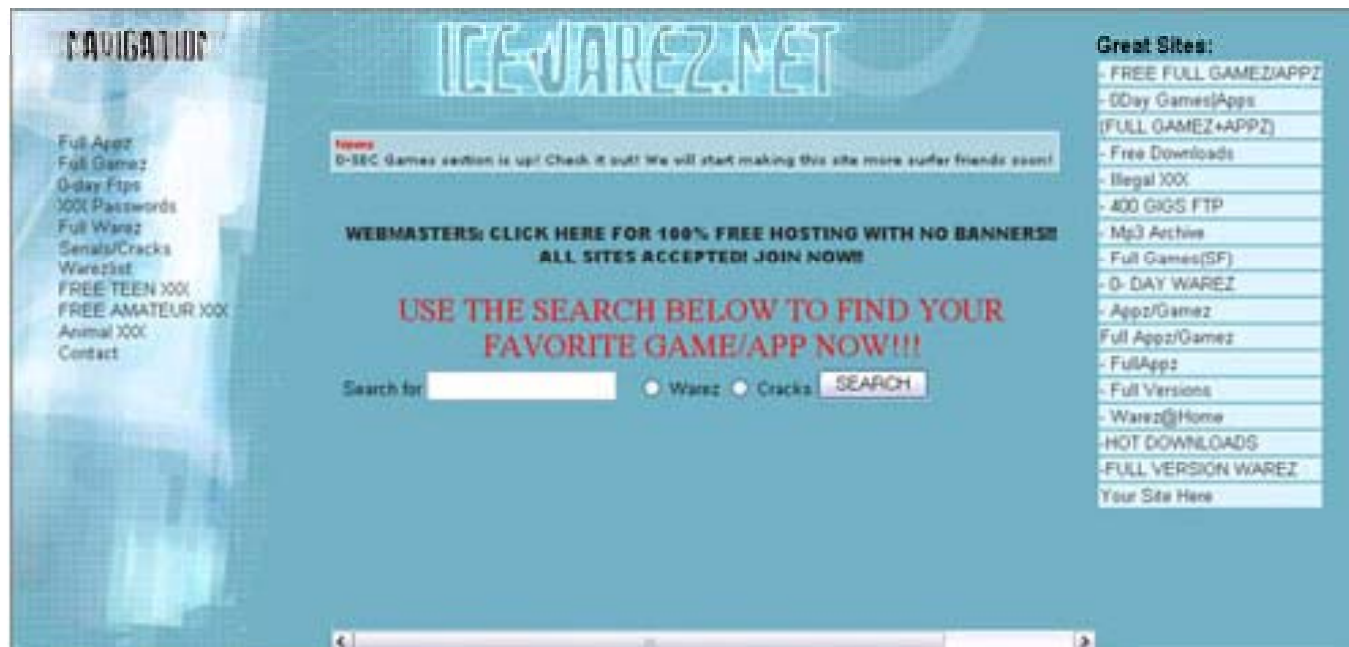 NAVIGATION
Full Appz
Full Gamez
0-day Ftps
XXX Passwords
Full Warez
Serials/Cracks
Warezlist
FREE TEEN XXX
FREE AMATEUR XXX
Animal XXX
Contact
ICEWAREZ.NET
News
D-SEC Games section is up! Check it out! We will start making this site more surfer friends soon!
WEBMASTERS: CLICK HERE FOR 100% FREE HOSTING WITH NO BANNERS!!
ALL SITES ACCEPTED! JOIN NOW!!
USE THE SEARCH BELOW TO FIND YOUR
FAVORITE GAME/APP NOW!!!
Search for Warez Cracks SEARCH
Great Sites:
- FREE FULL GAMEZ/APPZ
- 0Day Games|Apps
(FULL GAMEZ+APPZ)
- Free Downloads
- Illegal XXX
- 400 GIGS FTP
- Mp3 Archive
- Full Games(SF)
- 0- DAY WAREZ
- Appz/Gamez
Full Appz/Gamez
- FullAppz
- Full Versions
- Warez@Home
-HOT DOWNLOADS
-FULL VERSION WAREZ
Your Site Here